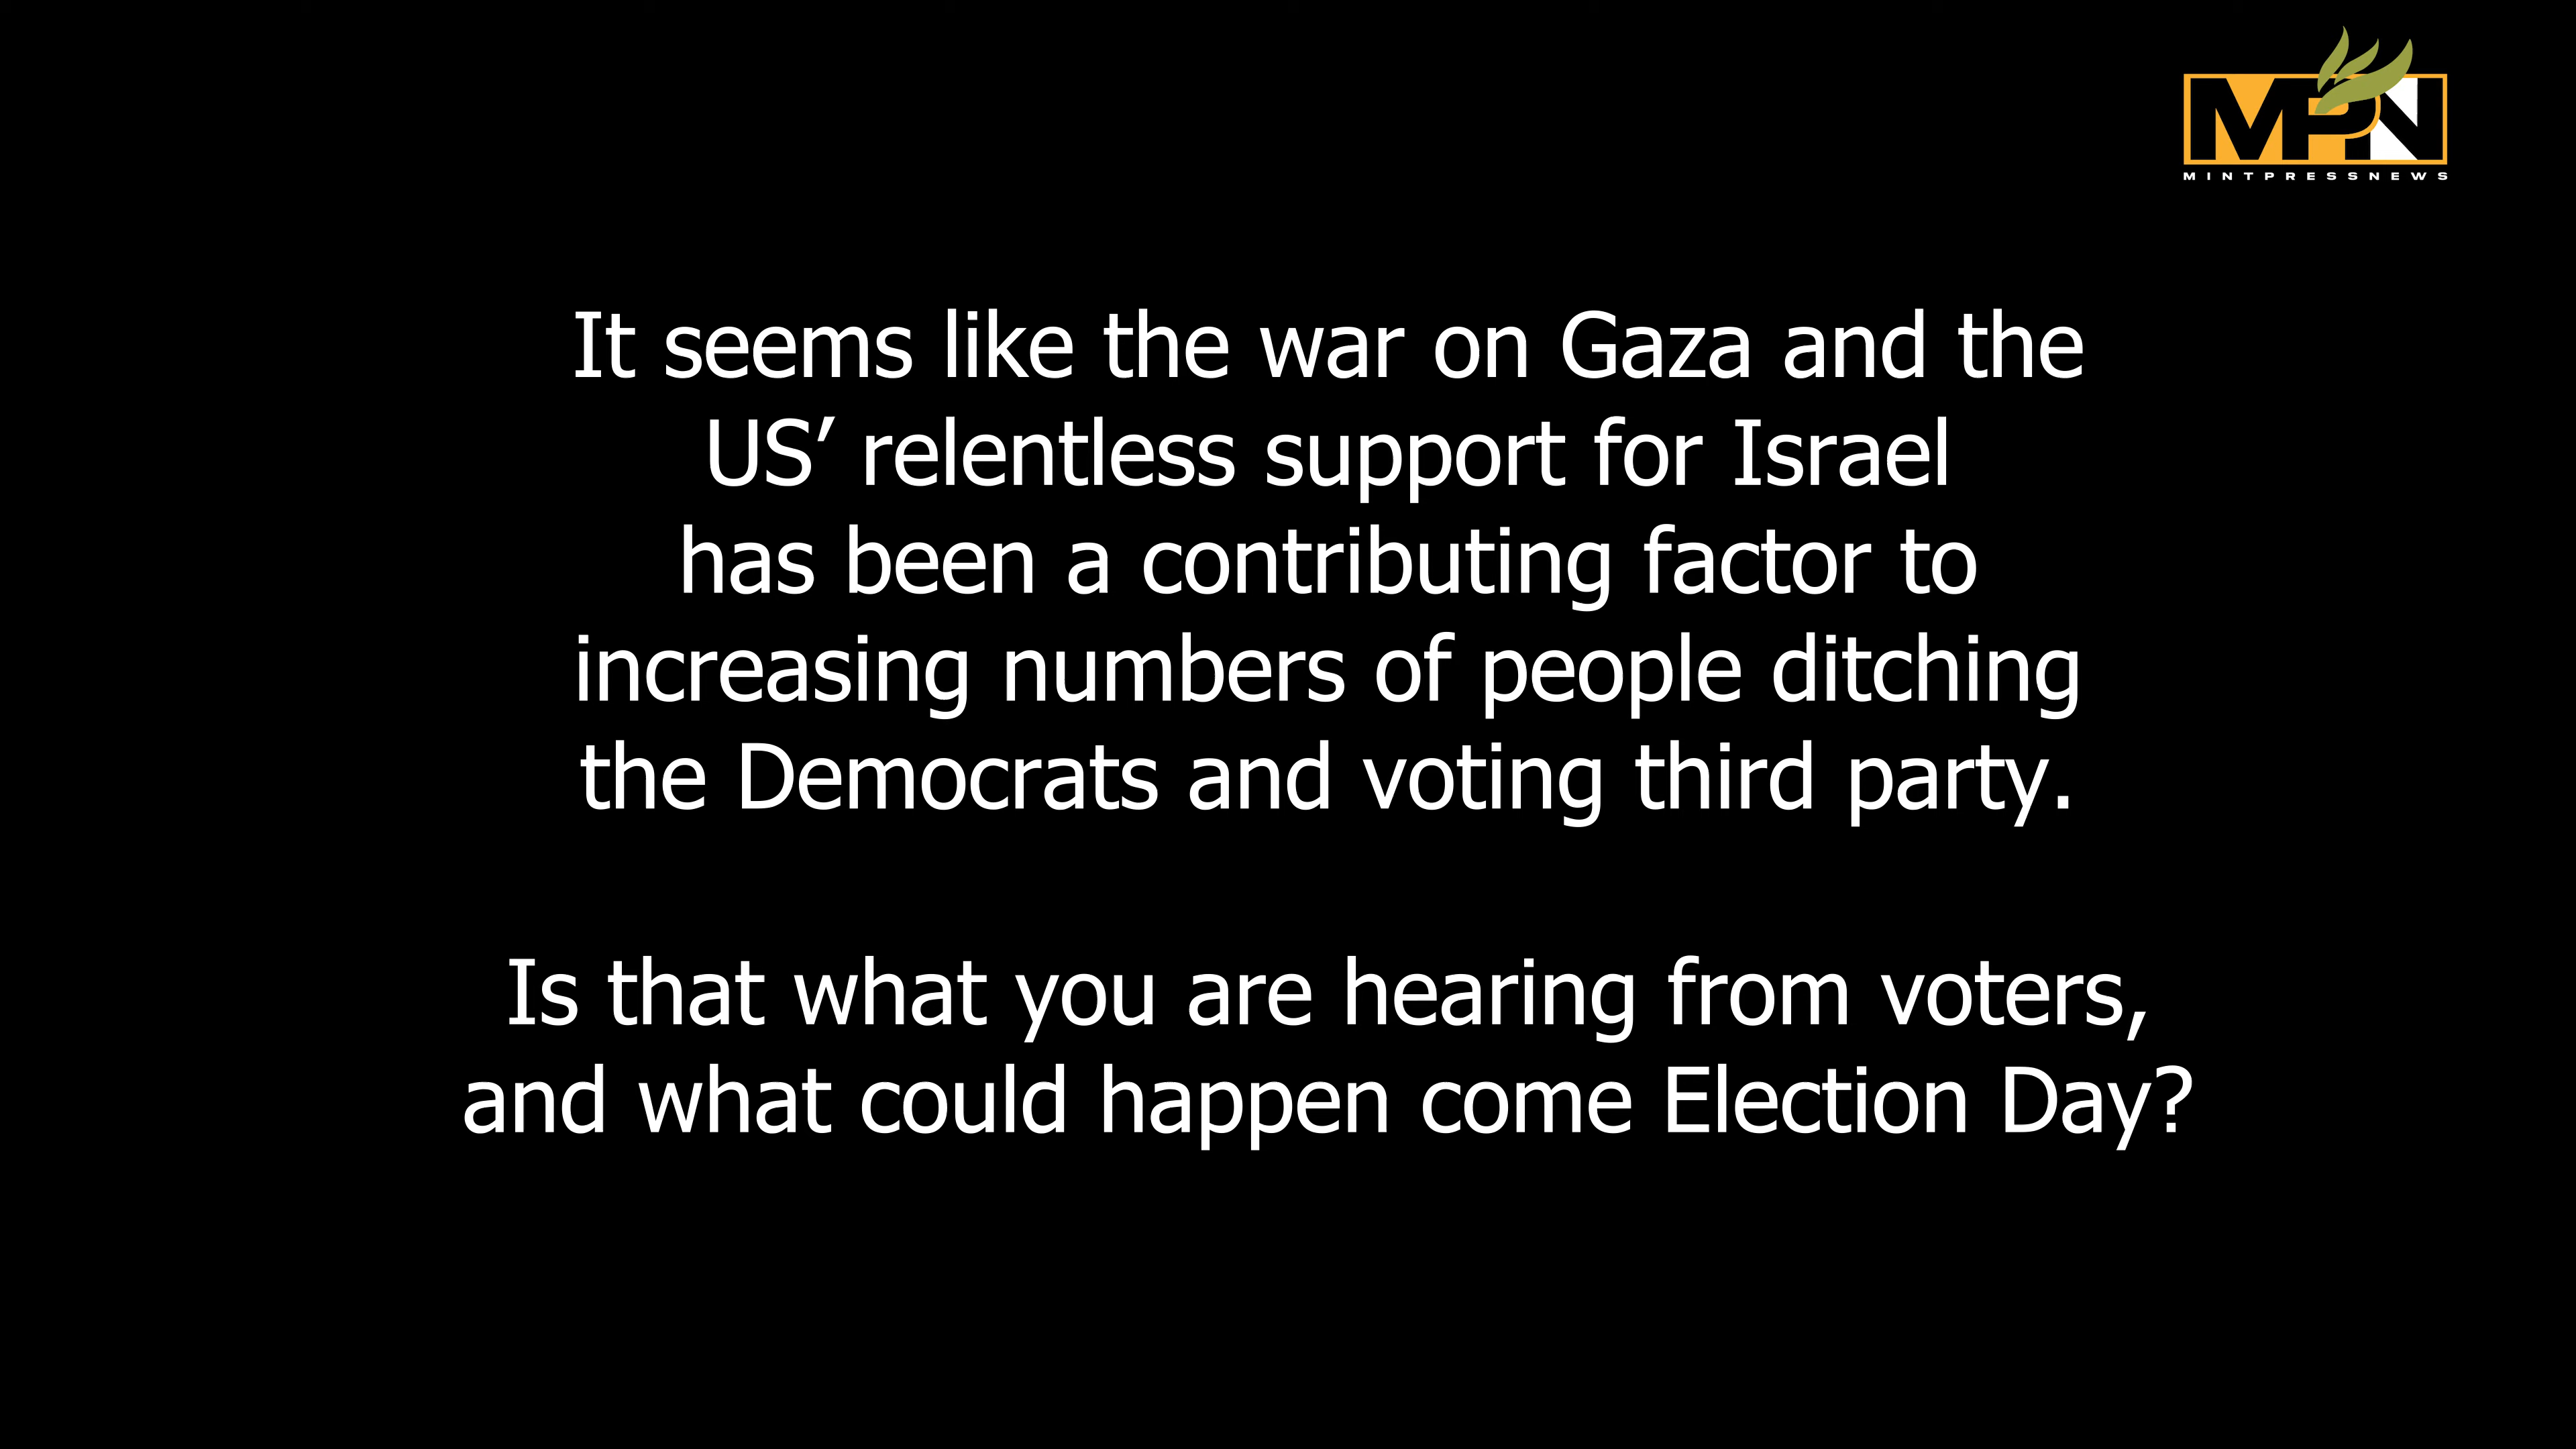 MPN
MINTPRESSNEWS
It seems like the war on Gaza and the
US’ relentless support for Israel
has been a contributing factor to
increasing numbers of people ditching
the Democrats and voting third party.
Is that what you are hearing from voters,
and what could happen come Election Day?